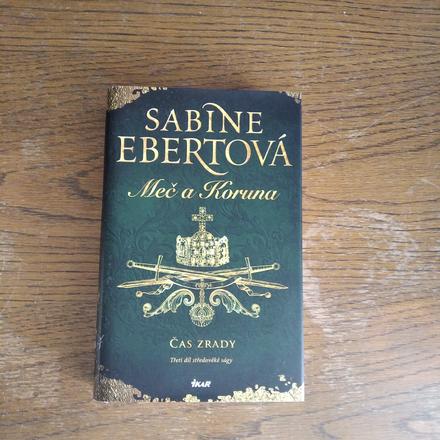 SABINE
EBERTOVÁ
Meč a Koruna
ČAS ZRADY
Třetí díl středověké ságy
IKAR